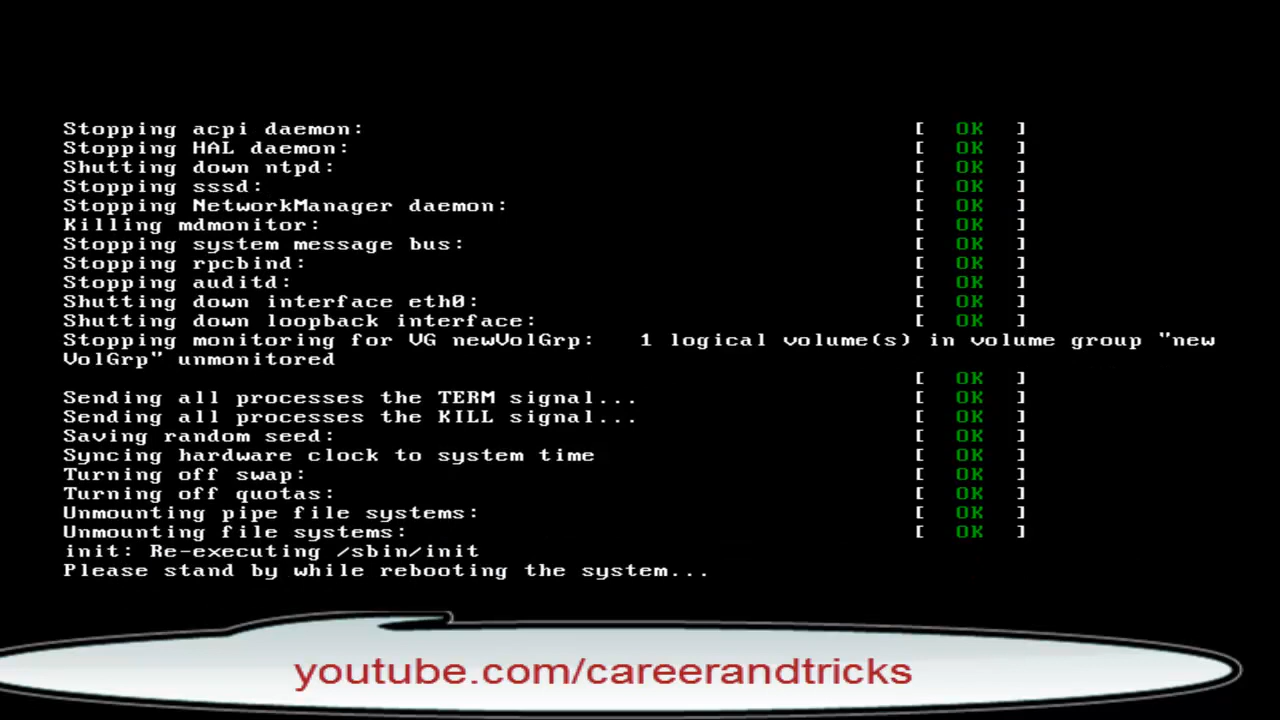 Stopping acpi daemon: [ OK ]
Stopping HAL daemon: [ OK ]
Shutting down ntpd: [ OK ]
Stopping sssd: [ OK ]
Stopping NetworkManager daemon: [ OK ]
Killing mdmonitor: [ OK ]
Stopping system message bus: [ OK ]
Stopping rpcbind: [ OK ]
Stopping auditd: [ OK ]
Shutting down interface eth0: [ OK ]
Shutting down loopback interface: [ OK ]
Stopping monitoring for VG newVolGrp: 1 logical volume(s) in volume group "new
VolGrp" unmonitored
[ OK ]
Sending all processes the TERM signal... [ OK ]
Sending all processes the KILL signal... [ OK ]
Saving random seed: [ OK ]
Syncing hardware clock to system time [ OK ]
Turning off swap: [ OK ]
Turning off quotas: [ OK ]
Unmounting pipe file systems: [ OK ]
Unmounting file systems: [ OK ]
init: Re-executing /sbin/init
Please stand by while rebooting the system...
youtube.com/careerandtricks